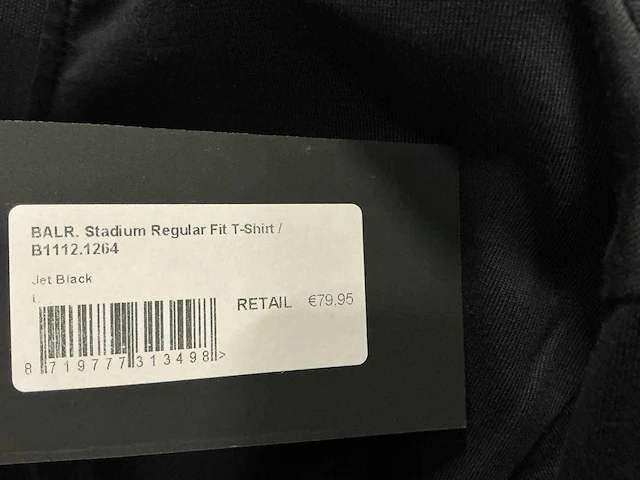 BALR. Stadium Regular Fit T-Shirt /
B1112.1264
Jet Black
L
RETAIL €79,95
8 719777 313498 >